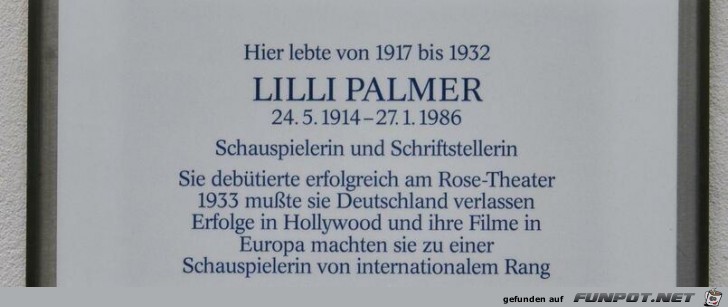 Hier lebte von 1917 bis 1932
LILLI PALMER
24.5.1914–27.1.1986
Schauspielerin und Schriftstellerin
Sie debütierte erfolgreich am Rose-Theater
1933 mußte sie Deutschland verlassen
Erfolge in Hollywood und ihre Filme in
Europa machten sie zu einer
Schauspielerin von internationalem Rang
gefunden auf FUNPOT.NET